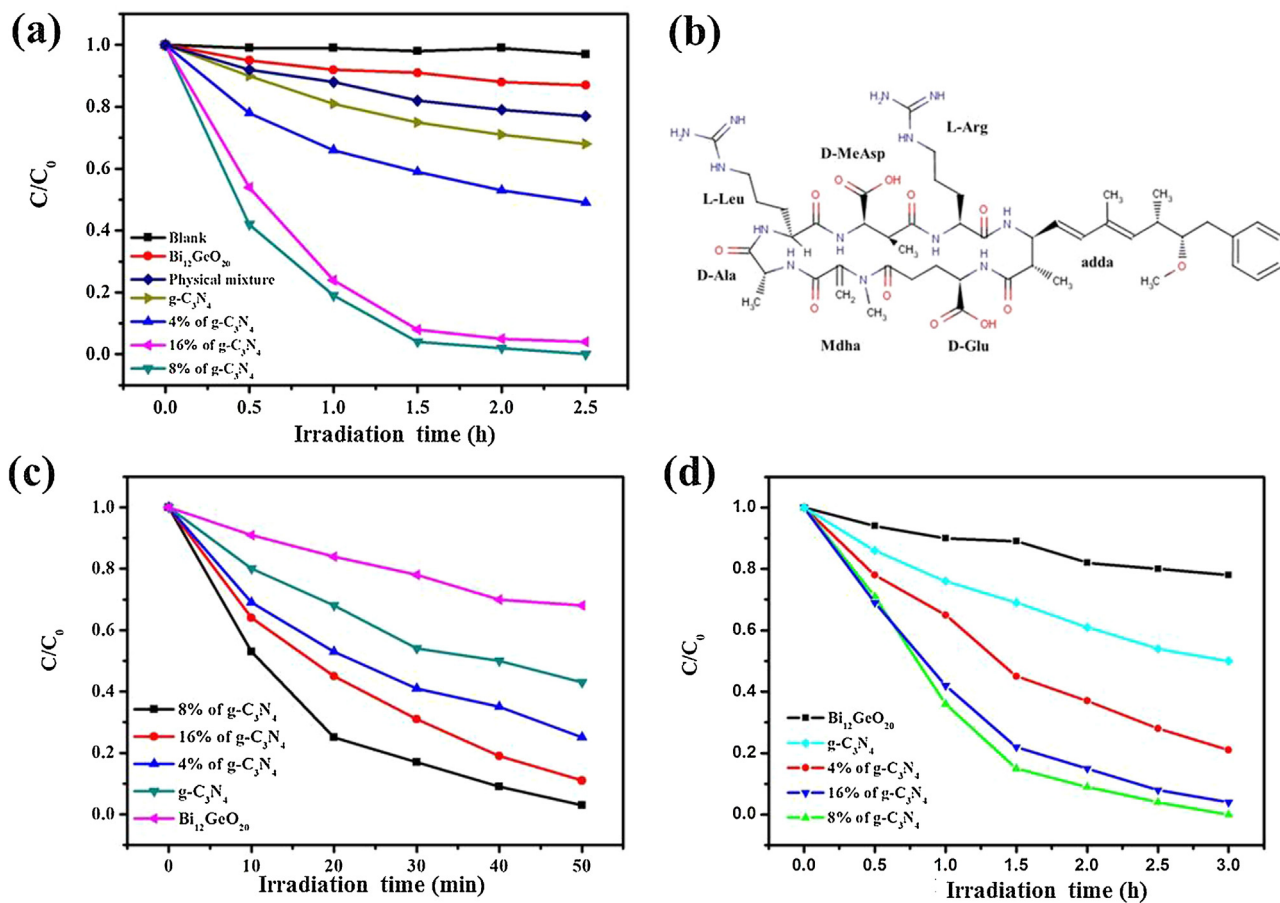 (a)
C/C0
1.0
0.8
0.6
0.4
0.2
0.0
Blank
Bi12GeO20
Physical mixture
g-C3N4
4% of g-C3N4
16% of g-C3N4
8% of g-C3N4
0.0 0.5 1.0 1.5 2.0 2.5
Irradiation time (h)
(b)
H2N NH
HN
L-Arg
H2N NH
HN
D-MeAsp
L-Leu
O OH
CH3 CH3
O O O O
HN NH NH NH HN
H H CH3
O
D-Ala
NH
adda
H3C
O CH2 N O
CH3
NH
O CH3
O
H3C
O OH
Mdha
D-Glu
(c)
C/C0
1.0
0.8
0.6
0.4
0.2
0.0
8% of g-C3N4
16% of g-C3N4
4% of g-C3N4
g-C3N4
Bi12GeO20
0 10 20 30 40 50
Irradiation time (min)
(d)
C/C0
1.0
0.8
0.6
0.4
0.2
0.0
Bi12GeO20
g-C3N4
4% of g-C3N4
16% of g-C3N4
8% of g-C3N4
0.0 0.5 1.0 1.5 2.0 2.5 3.0
Irradiation time (h)